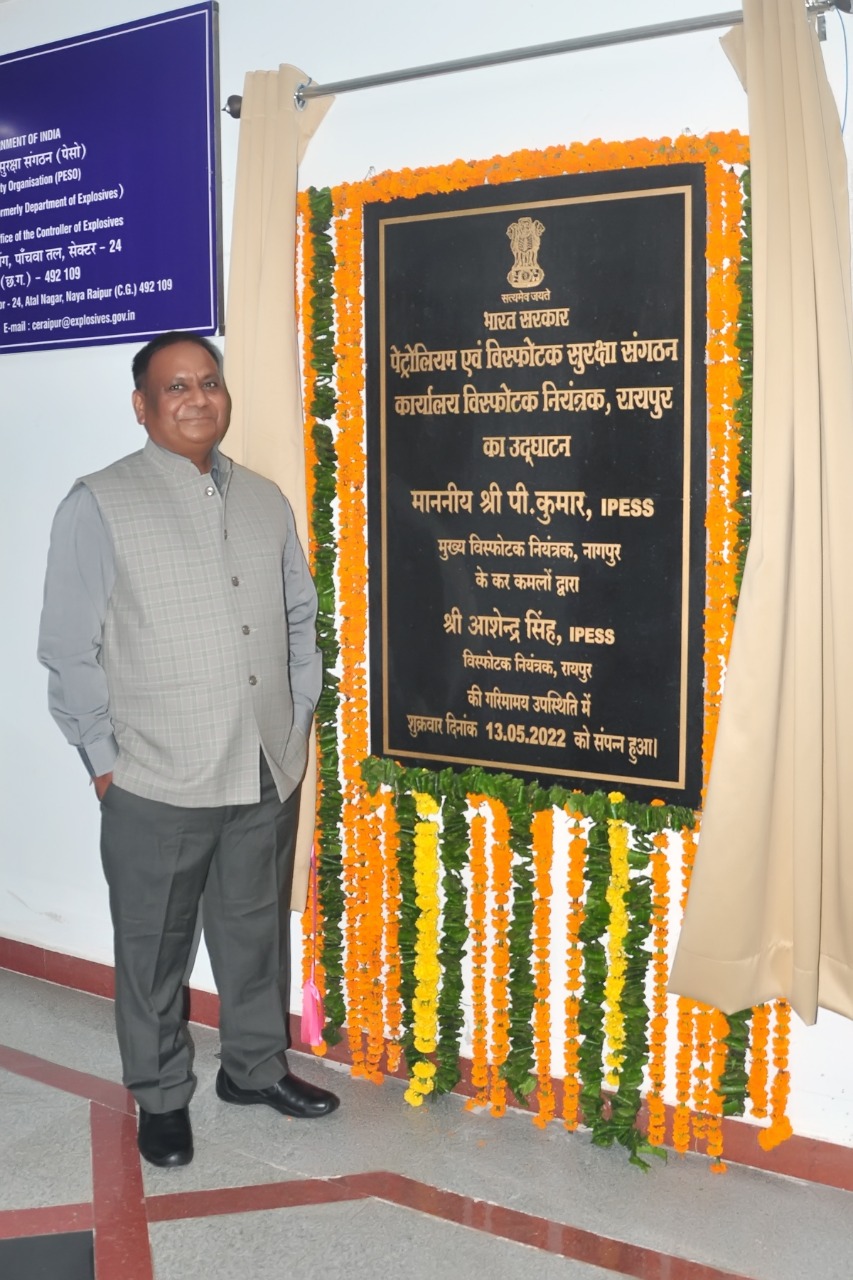 NMENT OF INDIA
सुरक्षा संगठन (पेसो)
ty Organisation (PESO)
ormerly Department of Explosives)
ffice of the Controller of Explosives
पाँचवा तल, सेक्टर - 24
(छ.ग.) - 492 109
or - 24, Atal Nagar, Naya Raipur (C.G.) 492 109
E-mail : ceraipur@explosives.gov.in
सत्यमेव जयते
भारत सरकार
पेट्रोलियम एवं विस्फोटक सुरक्षा संगठन
कार्यालय विस्फोटक नियंत्रक, रायपुर
का उद्घाटन
माननीय श्री पी.कुमार, IPESS
मुख्य विस्फोटक नियंत्रक, नागपुर
के कर कमलों द्वारा
श्री आशेन्द्र सिंह, IPESS
विस्फोटक नियंत्रक, रायपुर
की गरिमामय उपस्थिति में
शुक्रवार दिनांक 13.05.2022 को संपन्न हुआ।